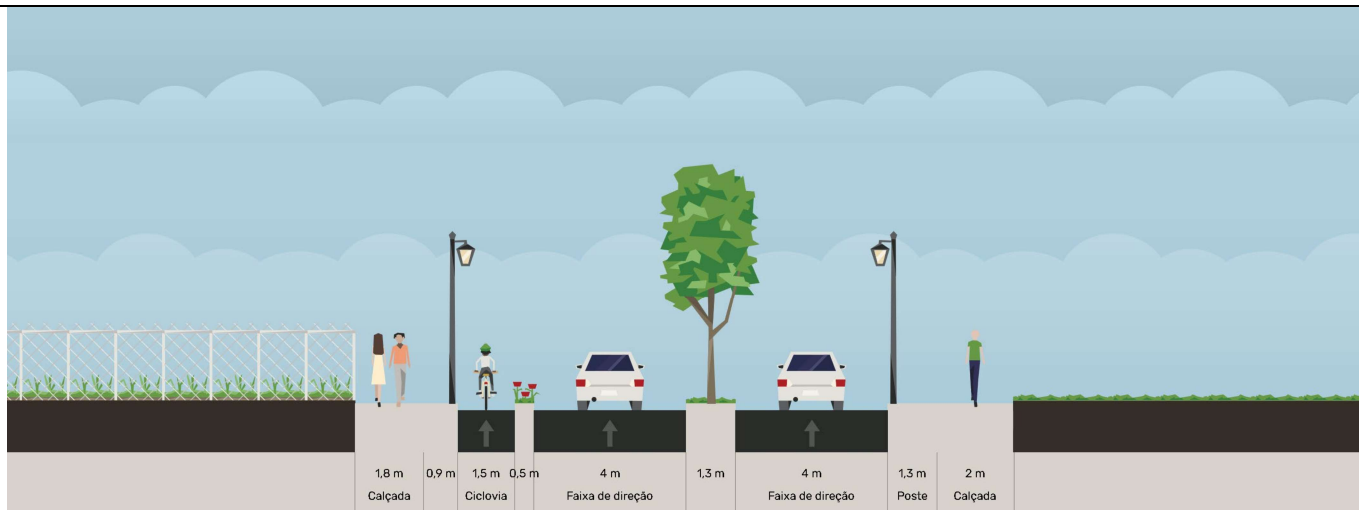 1,8 m 0,9 m 1,5 m 0,5 m 4 m 1,3 m 4 m 1,3 m 2 m
Calçada Ciclovia Faixa de direção Faixa de direção Poste Calçada